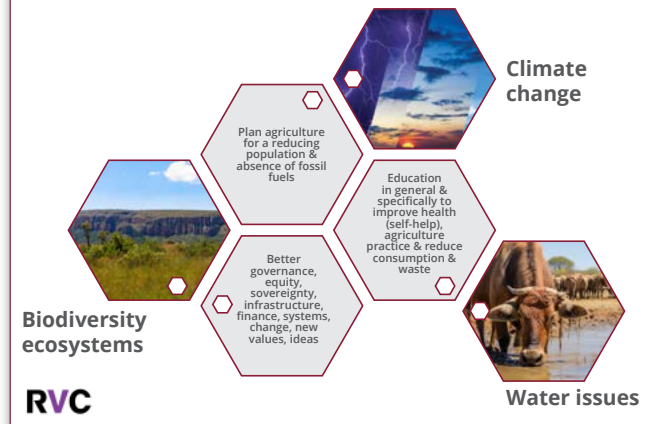 Climate
change
Plan agriculture
for a reducing
population &
absence of fossil
fuels
Education
in general &
specifically to
improve health
(self-help),
agriculture
practice & reduce
consumption &
waste
Better
governance,
equity,
sovereignty,
infrastructure,
finance, systems,
change, new
values, ideas
Biodiversity
ecosystems
Water issues
RVC